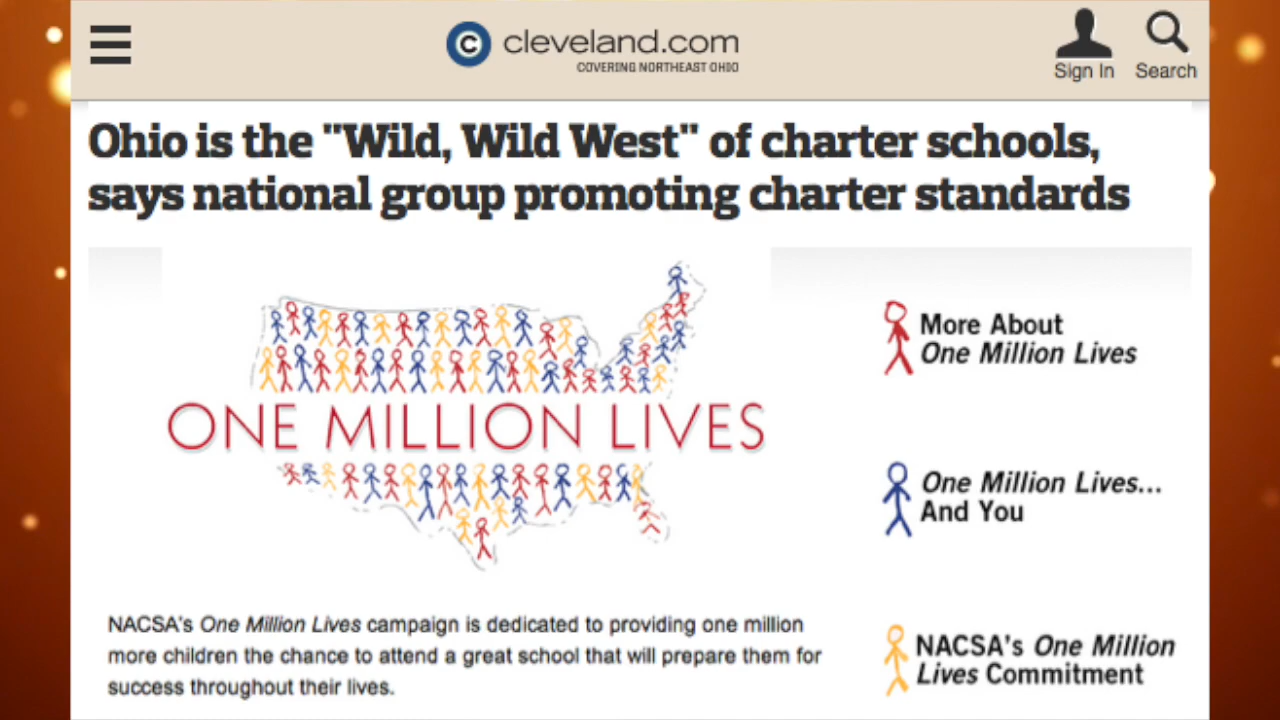 C cleveland.com
COVERING NORTHEAST OHIO
Sign In
Search
Ohio is the "Wild, Wild West" of charter schools,
says national group promoting charter standards
ONE MILLION LIVES
More About
One Million Lives
One Million Lives...
And You
NACSA's One Million Lives campaign is dedicated to providing one million
more children the chance to attend a great school that will prepare them for
success throughout their lives.
NACSA's One Million
Lives Commitment